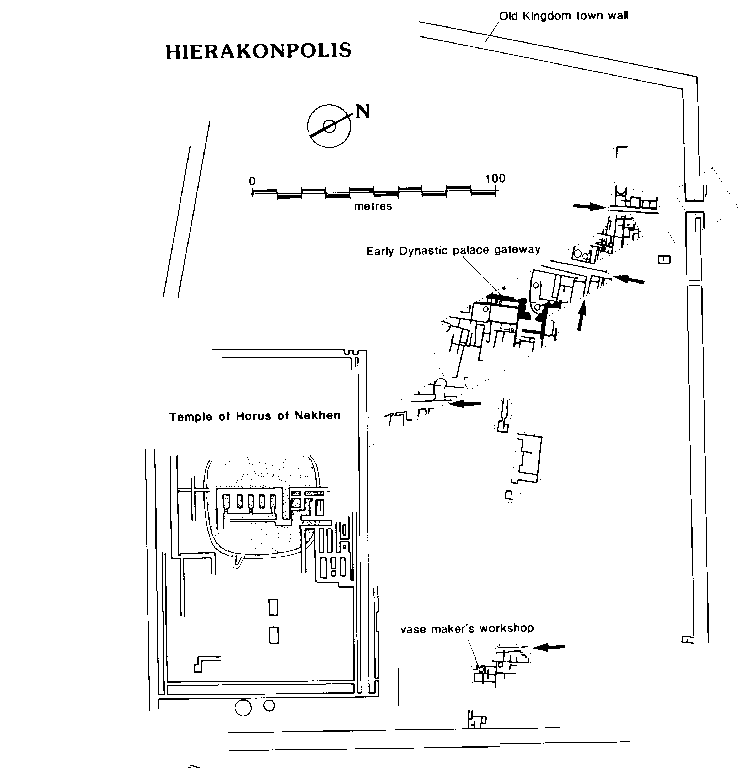 Old Kingdom town wall
HIERAKONPOLIS
N
0 100
metres
Early Dynastic palace gateway
Temple of Horus of Nekhen
vase maker's workshop